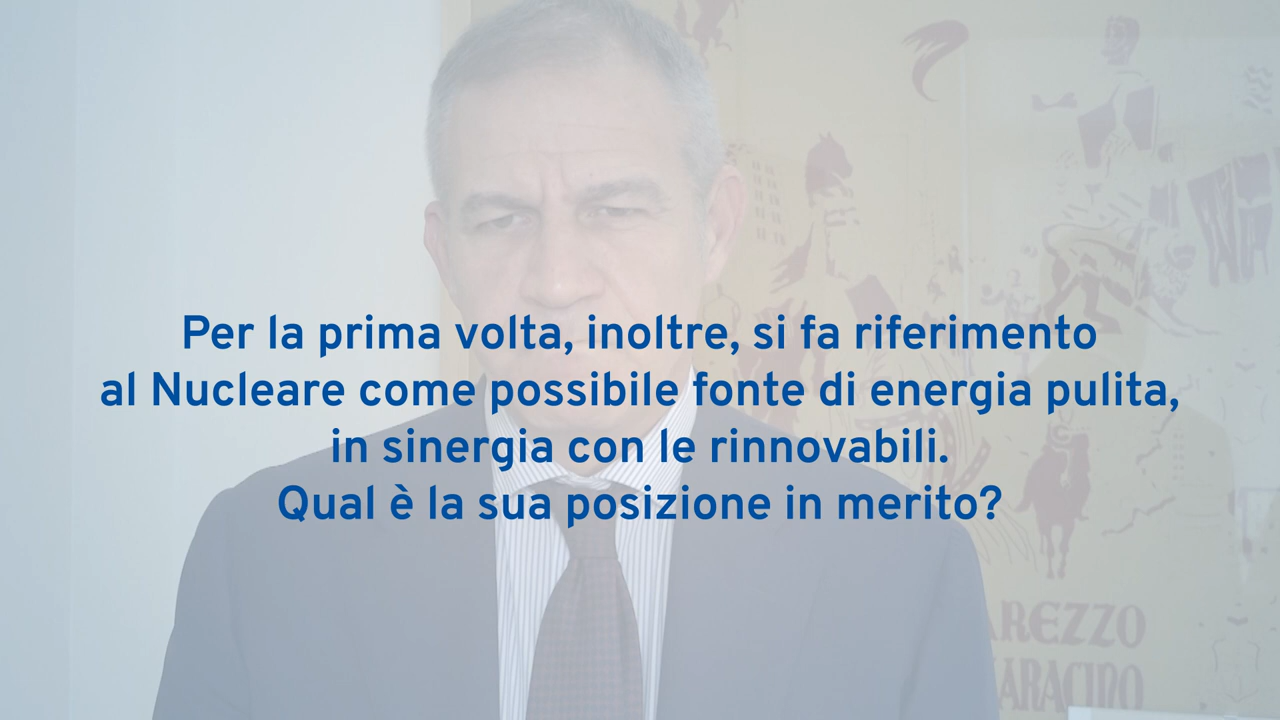 Per la prima volta, inoltre, si fa riferimento
al Nucleare come possibile fonte di energia pulita,
in sinergia con le rinnovabili.
Qual è la sua posizione in merito?
AREZZO
SARACINO